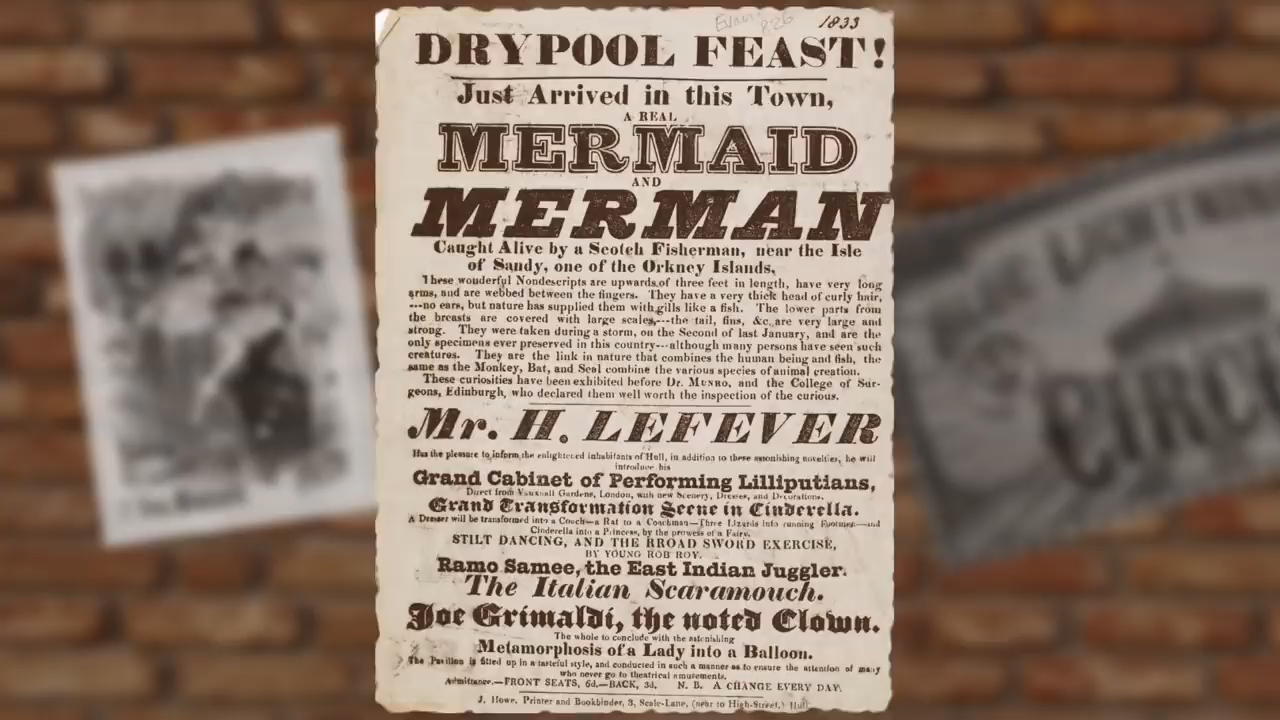 1833
DRYPOOL FEAST!
Just Arrived in this Town,
A REAL
MERMAID
AND
MERMAN
Caught Alive by a Scotch Fisherman, near the Isle
of Sandy, one of the Orkney Islands,
These wouderful Nondescripts are upwards of three feet in length, have very long
arms, and are webbed between the fingers. They have a very thick head of curly hair,
---no ears, but nature has supplied them with gills like a fish. The lower parts from
the breasts are covered with large scales,---the tail, fins, &c. are very large and
strong. They were taken during a storm, on the Second of last January, and are the
only specimens ever preserved in this country---although many persons have seen such
creatures. They are the link in nature that combines the human being and fish, the
same as the Monkey, Bat, and Seal combine the various species of animal creation.
These curiosities have been exhibited before Dr. MUNRO, and the College of Sur-
geons, Edinburgh, who declared them well worth the inspection of the curious.
Mr. H. LEFEVER
Has the pleasure to inform the enlightened inhabitants of Hull, in addition to these astonishing novelties, he will
introduce his
Grand Cabinet of Performing Lilliputians,
Direct from Vauxhall Gardens, London, with new Scenery, Dresses, and Decorations.
Grand Transformation Scene in Cinderella.
A Dresser will be transformed into a Couch—a Rat to a Coachman—Three Lizards into running Footmen—and
Cinderella into a Princess, by the prowess of a Fairy.
STILT DANCING, AND THE RROAD SWORD EXERCISE,
BY YOUNG ROB ROY.
Ramo Samee, the East Indian Juggler.
The Italian Scaramouch.
Joe Grimaldi, the noted Clown.
The whole to conclude with the astonishing
Metamorphosis of a Lady into a Balloon.
The Pavilion is fitted up in a tasteful style, and conducted in such a manner as to ensure the attention of many
who never go to theatrical amusements.
Admittance.—FRONT SEATS, 6d.—BACK, 3d. N. B. A CHANGE EVERY DAY.
J. Howe, Printer and Bookbinder, 3, Scale-Lane, (near to High-Street,) Hull
CIRCU